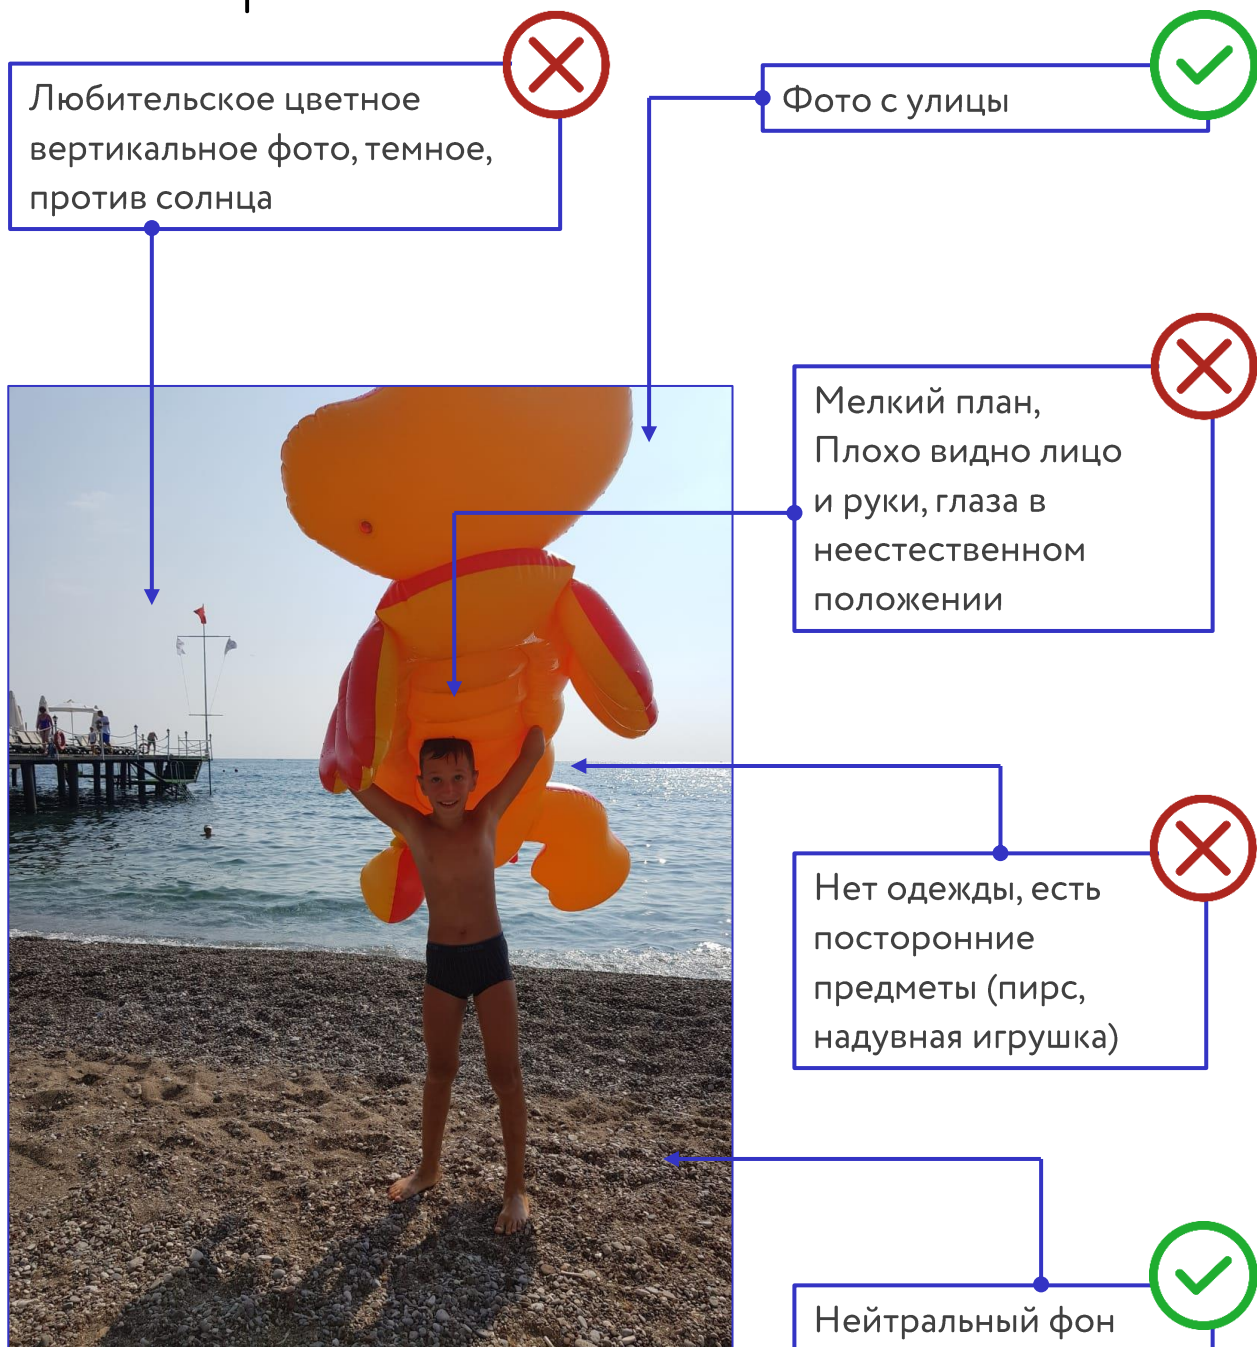 Любительское цветное
вертикальное фото, темное,
против солнца
Фото с улицы
Мелкий план,
Плохо видно лицо
и руки, глаза в
неестественном
положении
Нет одежды, есть
посторонние
предметы (пирс,
надувная игрушка)
Нейтральный фон